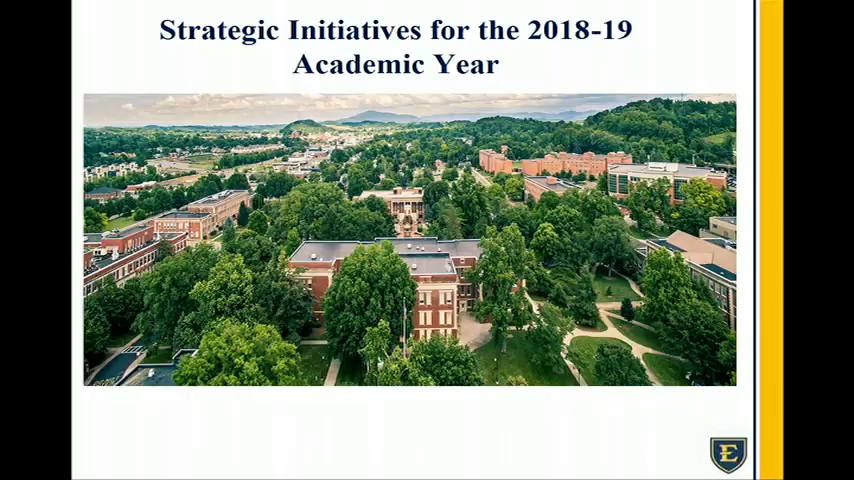 Strategic Initiatives for the 2018-19
Academic Year
E